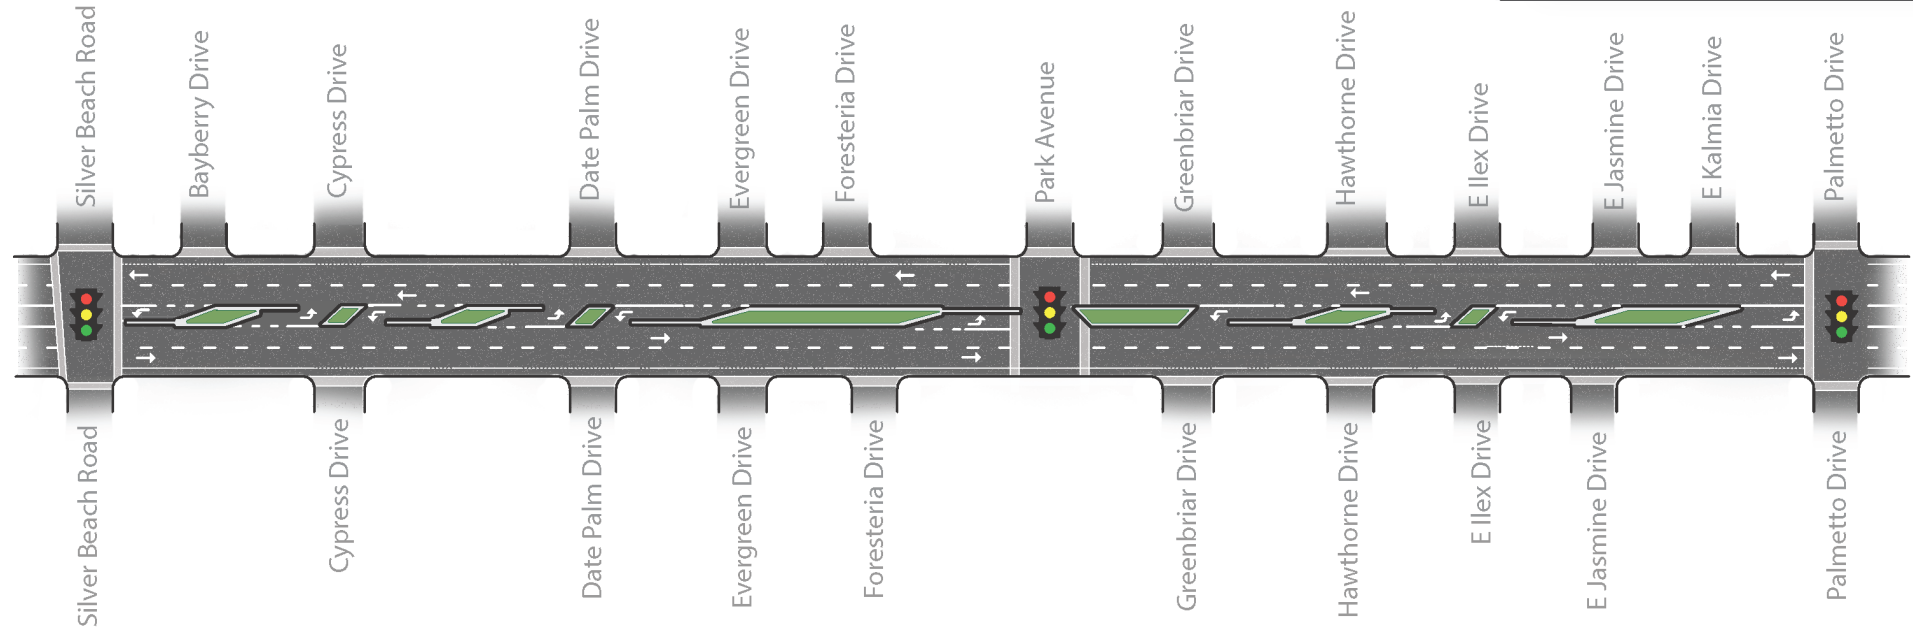 Silver Beach Road
Bayberry Drive
Cypress Drive
Date Palm Drive
Evergreen Drive
Foresteria Drive
Park Avenue
Greenbriar Drive
Hawthorne Drive
E Ilex Drive
E Jasmine Drive
E Kalmia Drive
Palmetto Drive
Silver Beach Road
Cypress Drive
Date Palm Drive
Evergreen Drive
Foresteria Drive
Greenbriar Drive
Hawthorne Drive
E Ilex Drive
E Jasmine Drive
Palmetto Drive